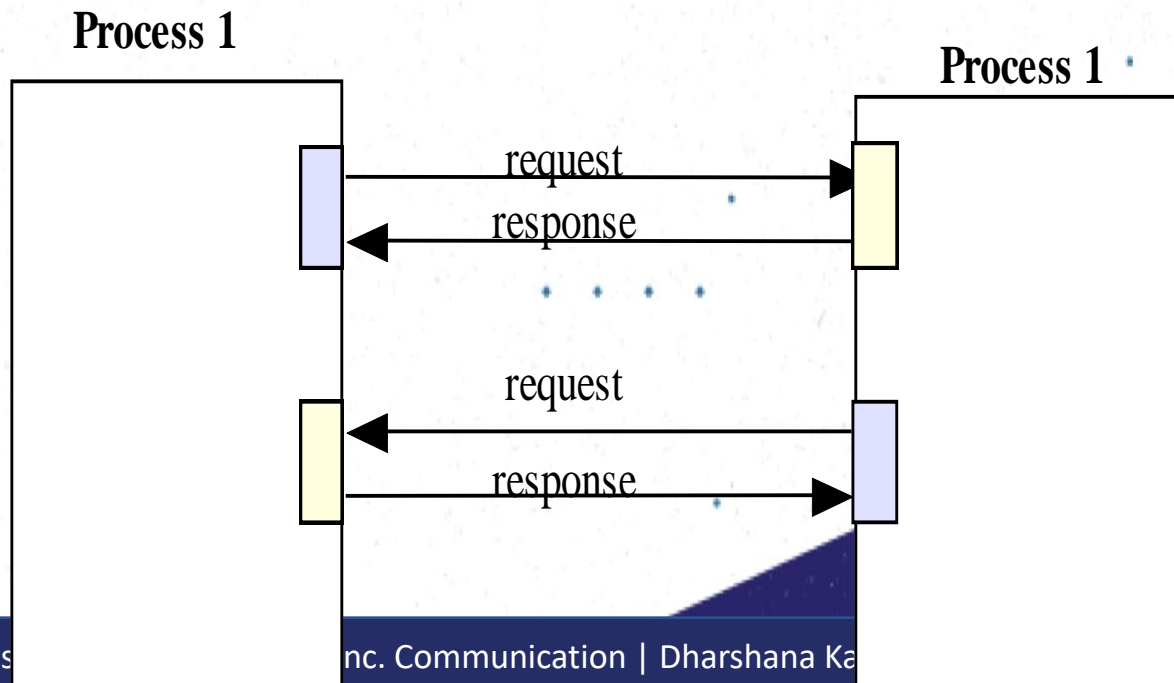 Process 1
Process 1
request
response
request
response
nc. Communication | Dharshana Ka